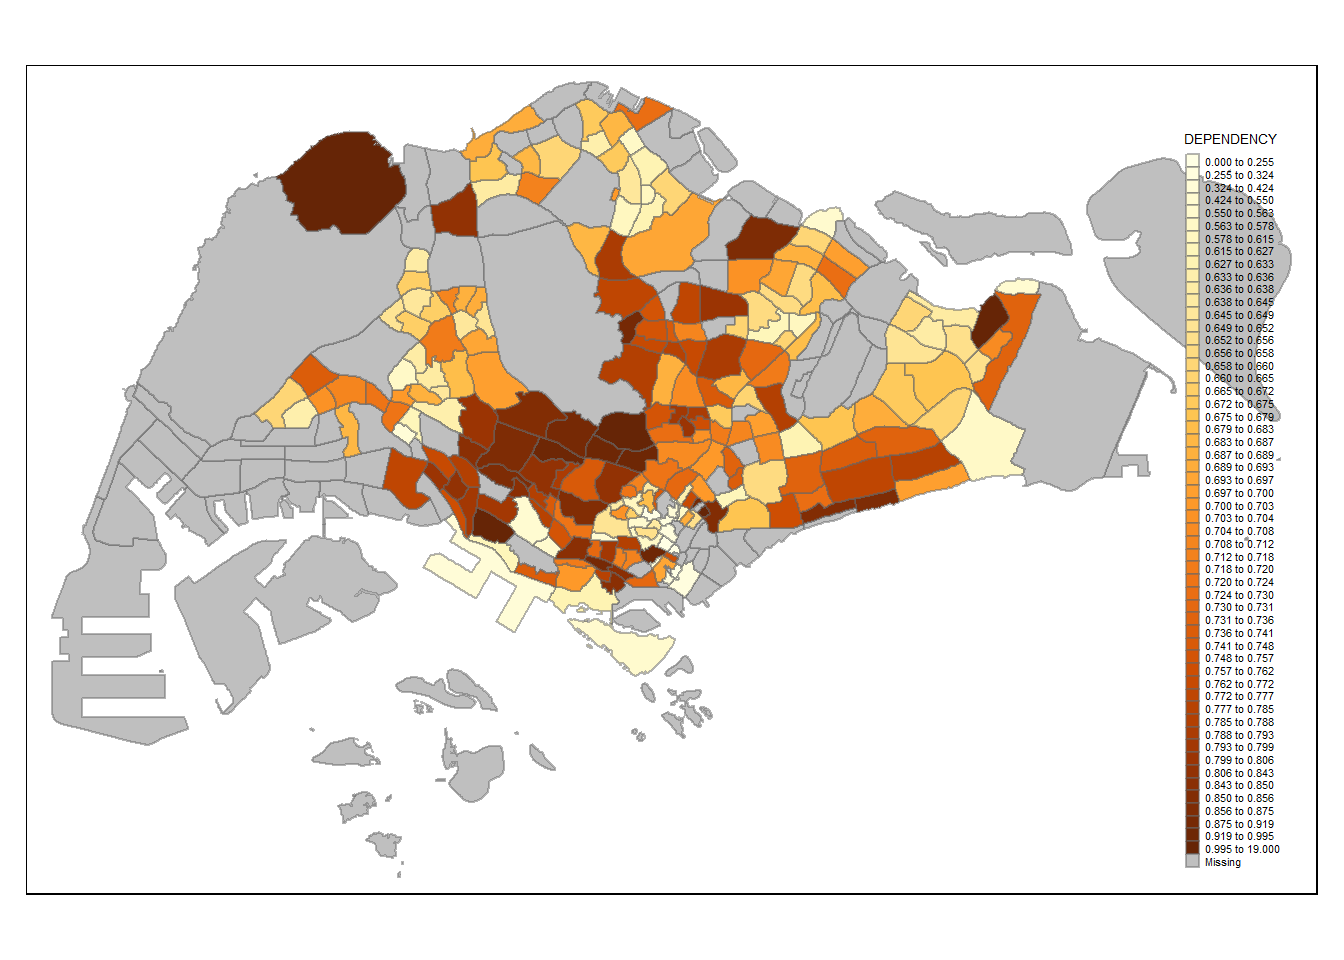 DEPENDENCY
0.000 to 0.255
0.255 to 0.324
0.324 to 0.424
0.424 to 0.550
0.550 to 0.563
0.563 to 0.578
0.578 to 0.615
0.615 to 0.627
0.627 to 0.633
0.633 to 0.636
0.636 to 0.638
0.638 to 0.645
0.645 to 0.649
0.649 to 0.652
0.652 to 0.656
0.656 to 0.658
0.658 to 0.660
0.660 to 0.665
0.665 to 0.672
0.672 to 0.675
0.675 to 0.679
0.679 to 0.683
0.683 to 0.687
0.687 to 0.689
0.689 to 0.693
0.693 to 0.697
0.697 to 0.700
0.700 to 0.703
0.703 to 0.704
0.704 to 0.708
0.708 to 0.712
0.712 to 0.718
0.718 to 0.720
0.720 to 0.724
0.724 to 0.730
0.730 to 0.731
0.731 to 0.736
0.736 to 0.741
0.741 to 0.748
0.748 to 0.757
0.757 to 0.762
0.762 to 0.772
0.772 to 0.777
0.777 to 0.785
0.785 to 0.788
0.788 to 0.793
0.793 to 0.799
0.799 to 0.806
0.806 to 0.843
0.843 to 0.850
0.850 to 0.856
0.856 to 0.875
0.875 to 0.919
0.919 to 0.995
0.995 to 19.000
Missing